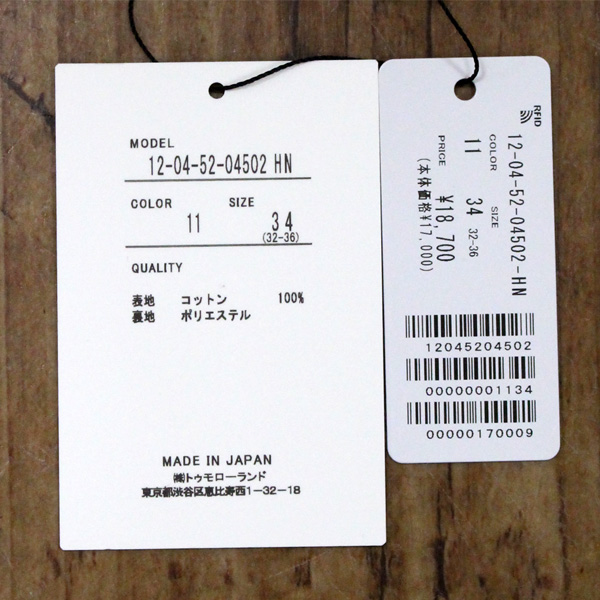 MODEL
12-04-52-04502 HN
COLOR SIZE
11 34
(32-36)
QUALITY
表地 コットン 100%
裏地 ポリエステル
MADE IN JAPAN
㈱トゥモローランド
東京都渋谷区恵比寿西1-32-18
RFID
12-04-52-04502-HN
COLOR SIZE
11 34 32-36
PRICE ¥18,700
(本体価格¥17,000)
12045204502
00000001134
00000170009